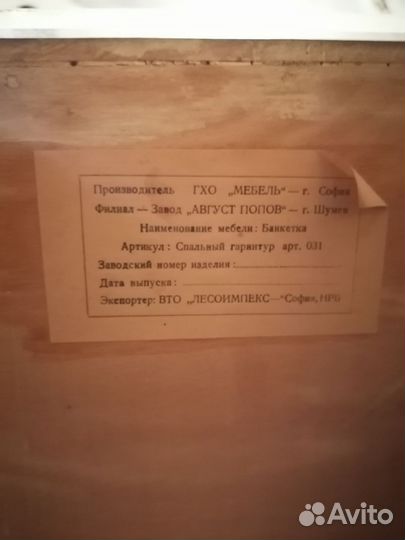 Производитель ГХО „МЕБЕЛЬ" — г. София
Филиал — Завод „АВГУСТ ПОПОВ" — г. Шумен
Наименование мебели: Банкетка
Артикул: Спальный гарнитур арт. 031
Заводский номер изделия:
Дата выпуска:
Экспортер: ВТО „ЛЕСОИМПЕКС—"София, НРБ
Avito